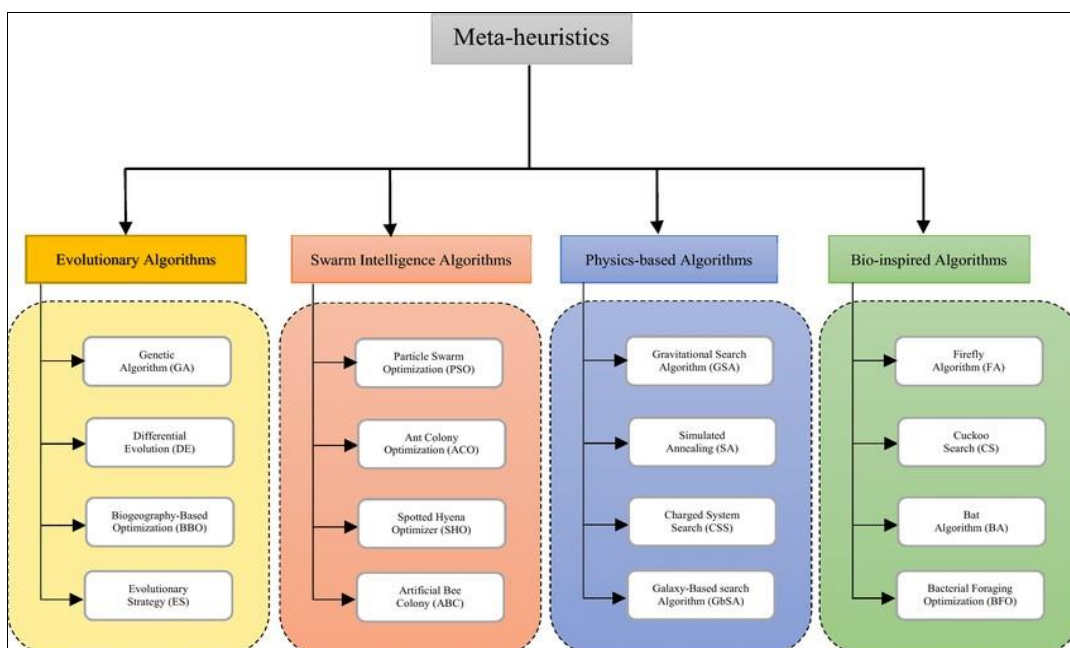 Meta-heuristics
Evolutionary Algorithms
Genetic
Algorithm (GA)
Differential
Evolution (DE)
Biogeography-Based
Optimization (BBO)
Evolutionary
Strategy (ES)
Swarm Intelligence Algorithms
Particle Swarm
Optimization (PSO)
Ant Colony
Optimization (ACO)
Spotted Hyena
Optimizer (SHO)
Artificial Bee
Colony (ABC)
Physics-based Algorithms
Gravitational Search
Algorithm (GSA)
Simulated
Annealing (SA)
Charged System
Search (CSS)
Galaxy-Based search
Algorithm (GbSA)
Bio-inspired Algorithms
Firefly
Algorithm (FA)
Cuckoo
Search (CS)
Bat
Algorithm (BA)
Bacterial Foraging
Optimization (BFO)